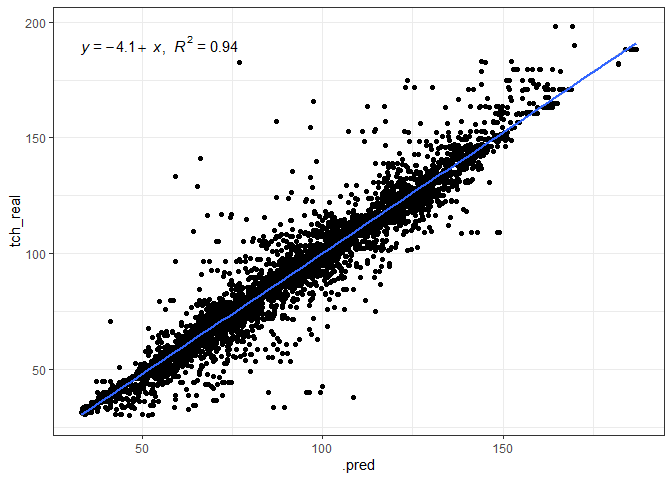 200
y = −4.1 + x, R² = 0.94
150
tch_real
100
50
50 100 150
.pred